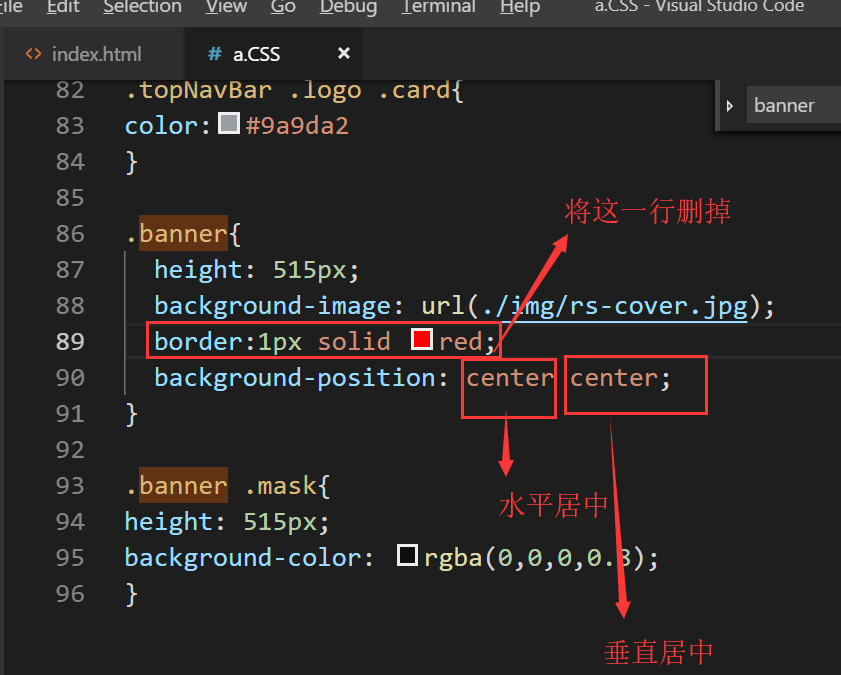 File Edit Selection View Go Debug Terminal Help a.CSS - Visual Studio Code
<> index.html # a.CSS ×
82 .topNavBar .logo .card{
banner
83 color: #9a9da2
84 }
85
将这一行删掉
86 .banner{
87 height: 515px;
88 background-image: url(./img/rs-cover.jpg);
89 border:1px solid red;
90 background-position: center center;
91 }
92
93 .banner .mask{
水平居中
94 height: 515px;
95 background-color: rgba(0,0,0,0.8);
96 }
垂直居中